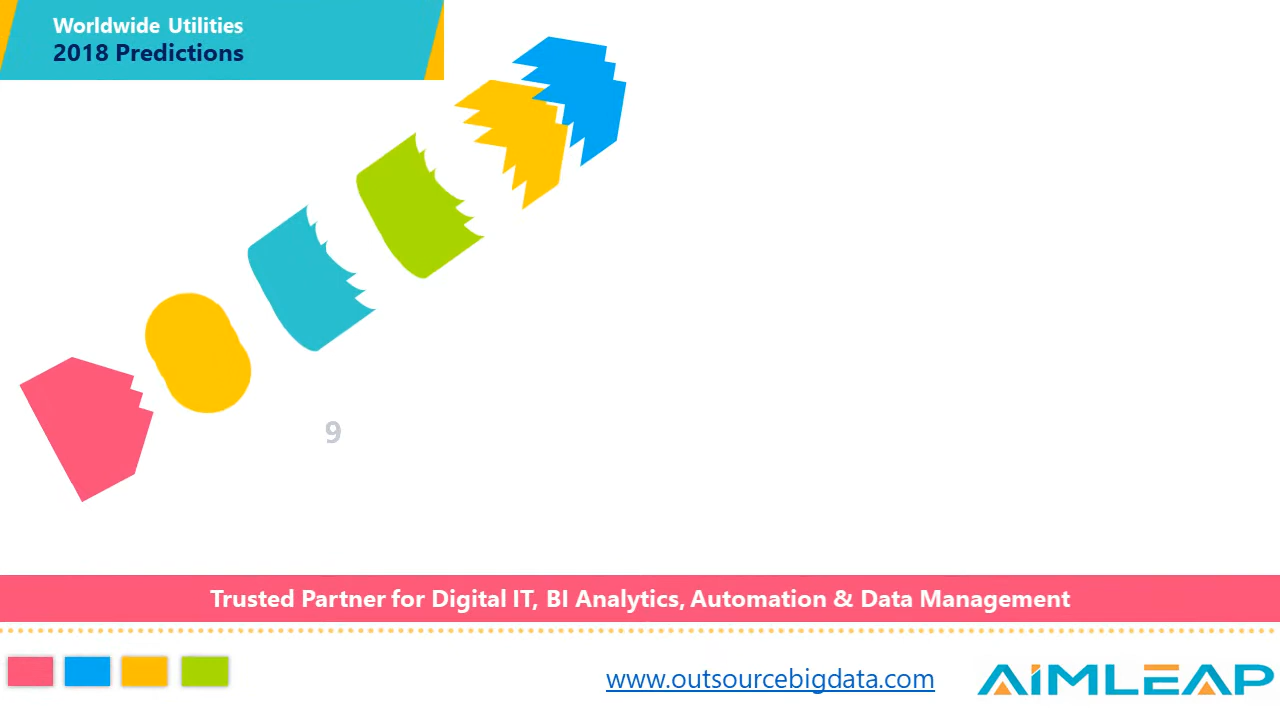 Worldwide Utilities
2018 Predictions
9
Trusted Partner for Digital IT, BI Analytics, Automation & Data Management
www.outsourcebigdata.com
AIMLEAP